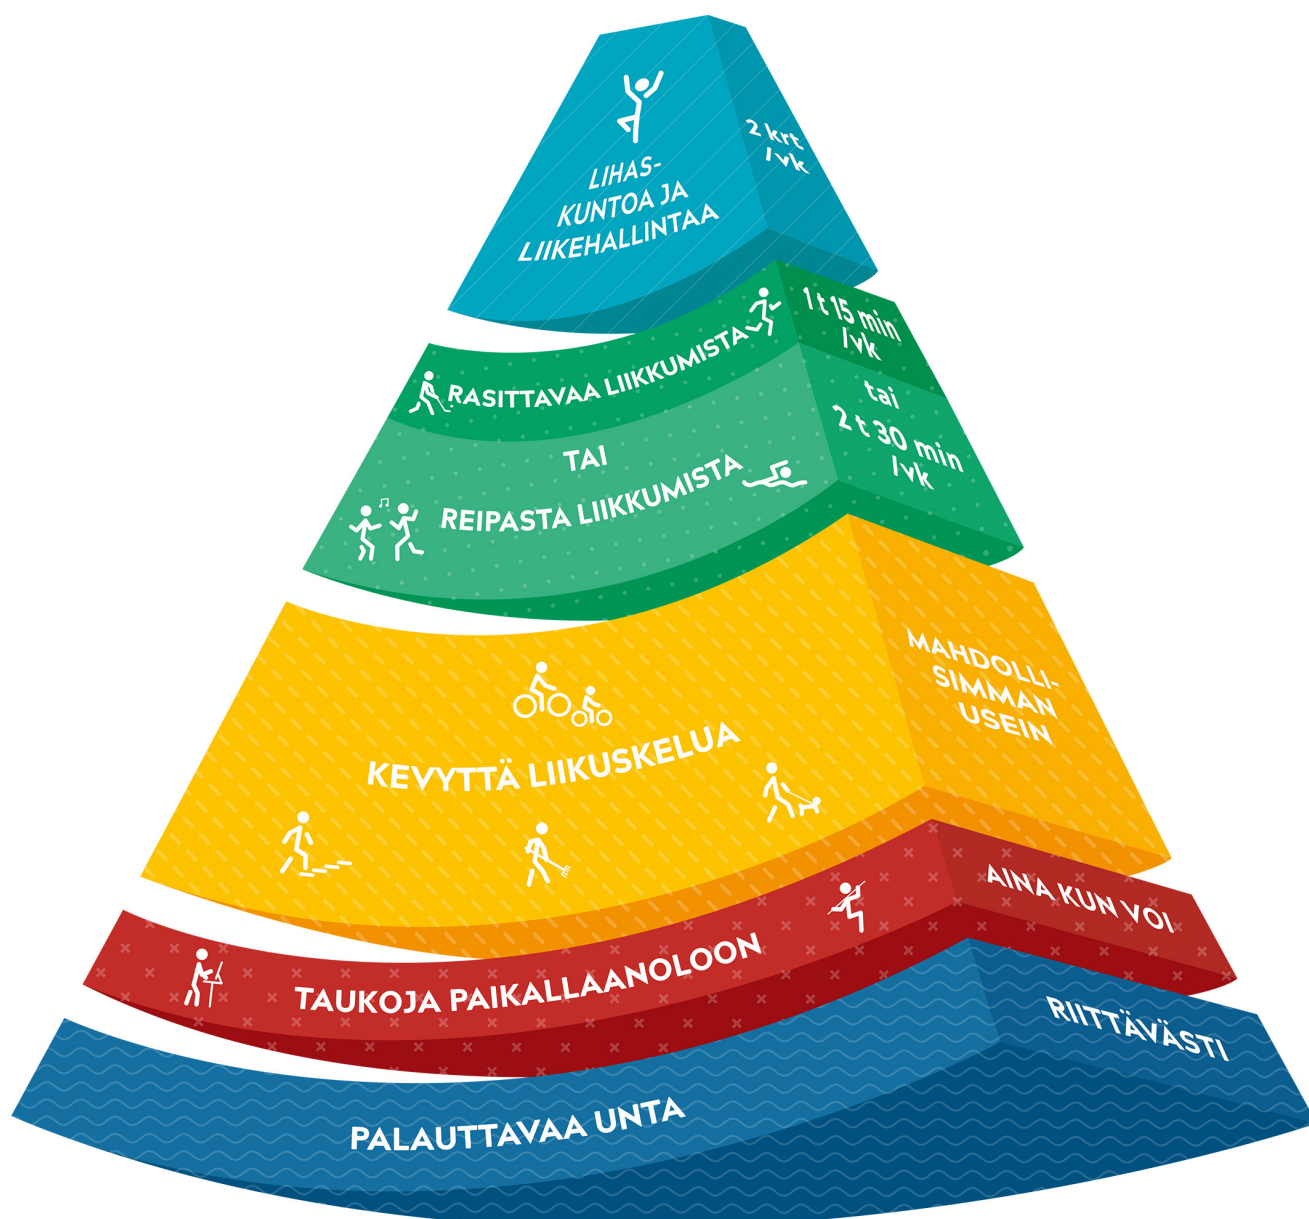 LIHAS-
KUNTOA JA
LIIKEHALLINTAA
2 krt
/vk
RASITTAVAA LIIKKUMISTA
1 t 15 min
/vk
TAI
REIPASTA LIIKKUMISTA
tai
2 t 30 min
/vk
KEVYTTÄ LIIKUSKELUA
MAHDOLLI-
SIMMAN
USEIN
TAUKOJA PAIKALLAANOLOON
AINA KUN VOI
PALAUTTAVAA UNTA
RIITTÄVÄSTI